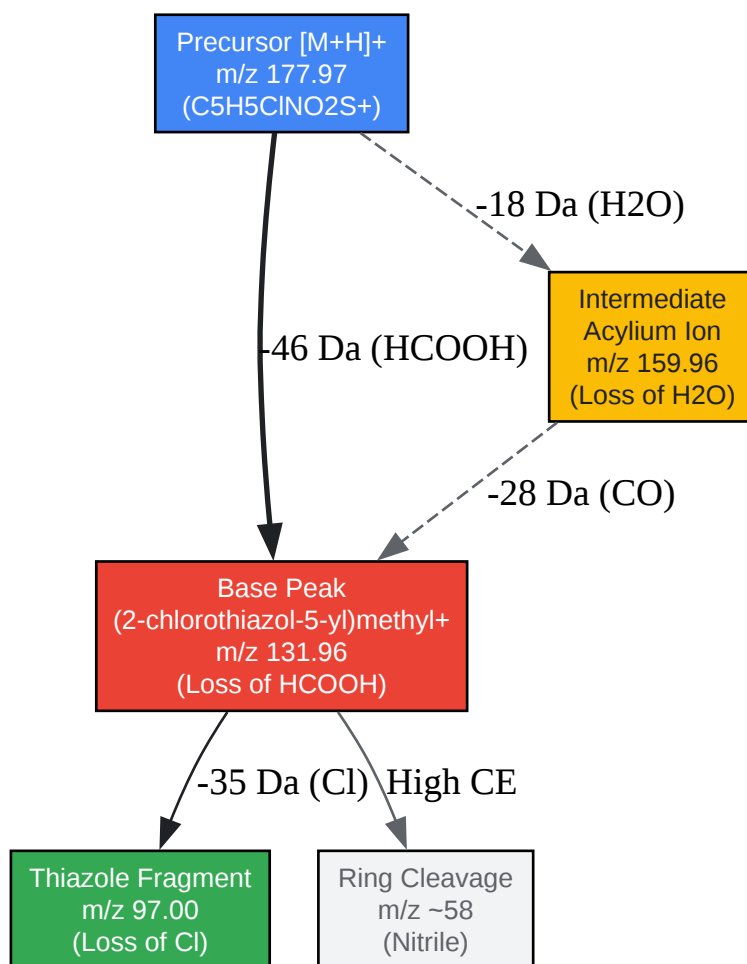 Precursor [M+H]+
m/z 177.97
(C5H5ClNO2S+)
-18 Da (H2O)
-46 Da (HCOOH)
Intermediate
Acylium Ion
m/z 159.96
(Loss of H2O)
-28 Da (CO)
Base Peak
(2-chlorothiazol-5-yl)methyl+
m/z 131.96
(Loss of HCOOH)
-35 Da (Cl)
High CE
Thiazole Fragment
m/z 97.00
(Loss of Cl)
Ring Cleavage
m/z ~58
(Nitrile)